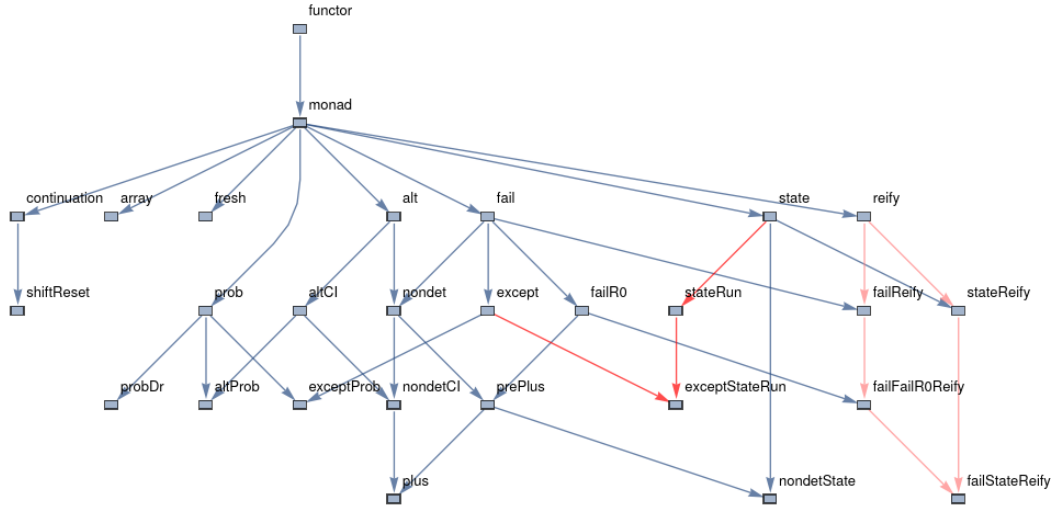 functor
monad
continuation
array
fresh
alt
fail
state
reify
shiftReset
prob
altCI
nondet
except
failR0
stateRun
failReify
stateReify
probDr
altProb
exceptProb
nondetCI
prePlus
exceptStateRun
failFailR0Reify
plus
nondetState
failStateReify